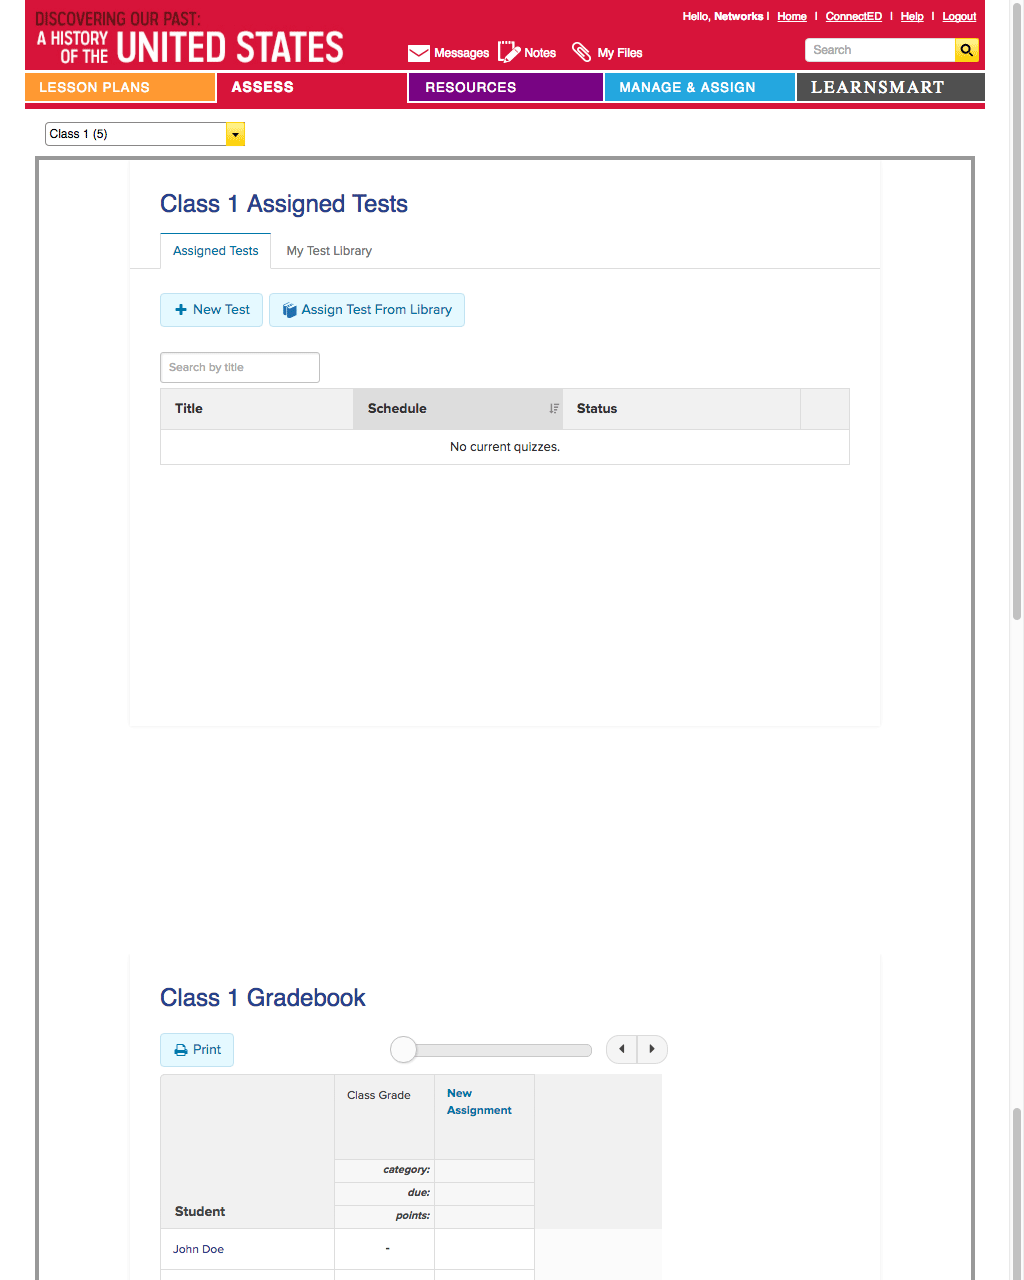 DISCOVERING OUR PAST:
A HISTORY
OF THE
UNITED STATES
Hello, Networks | Home | ConnectED | Help | Logout
Messages Notes My Files
Search
LESSON PLANS ASSESS RESOURCES MANAGE & ASSIGN LEARNSMART
Class 1 (5)
Class 1 Assigned Tests
Assigned Tests My Test Library
New Test Assign Test From Library
Search by title
Title Schedule Status
No current quizzes.
Class 1 Gradebook
Print
Class Grade New
Assignment
category:
due:
points:
Student
John Doe -